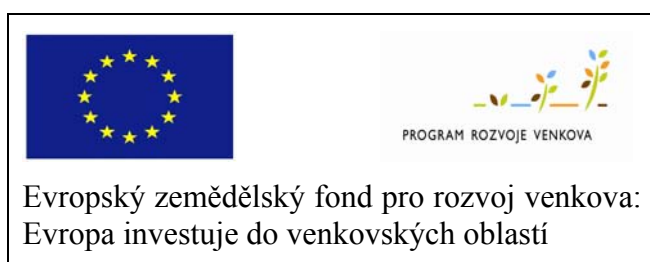 PROGRAM ROZVOJE VENKOVA
Evropský zemědělský fond pro rozvoj venkova:
Evropa investuje do venkovských oblastí